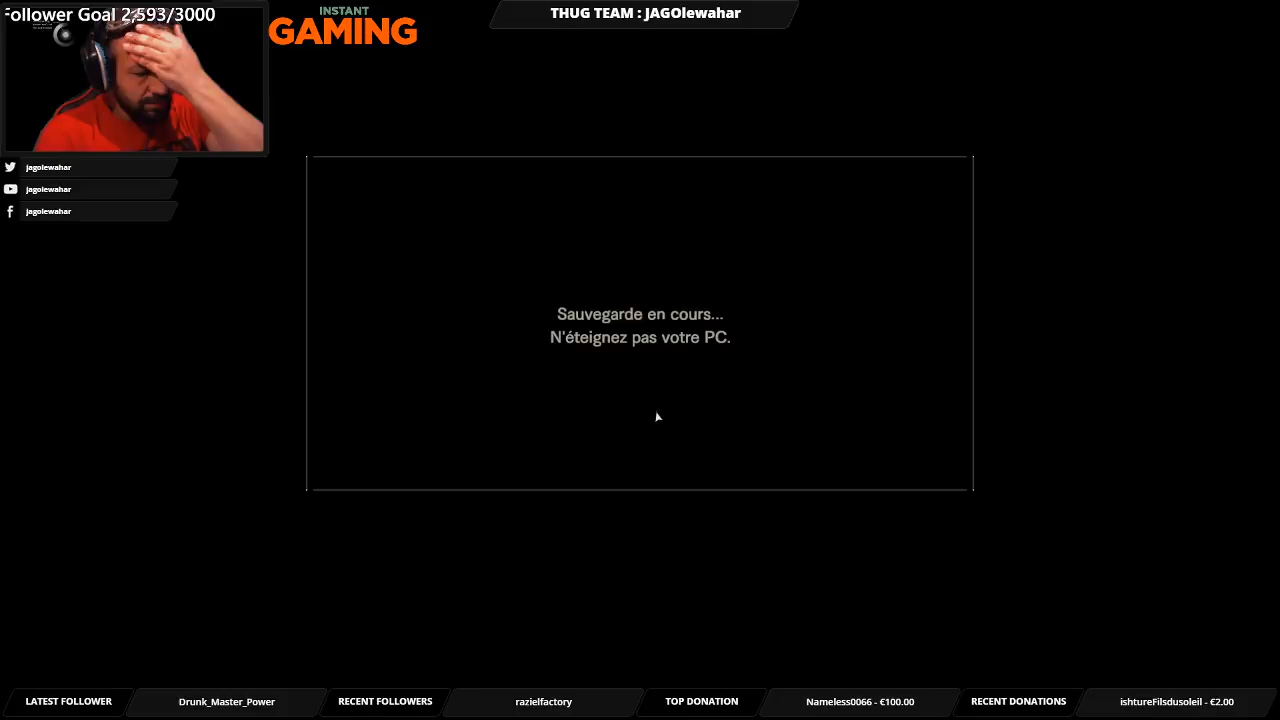 Follower Goal 2,593/3000
INSTANT
GAMING
THUG TEAM : JAGOlewahar
jagolewahar
jagolewahar
jagolewahar
Sauvegarde en cours...
N'éteignez pas votre PC.
LATEST FOLLOWER
Drunk_Master_Power
RECENT FOLLOWERS
razielfactory
TOP DONATION
Nameless0066 - €100.00
RECENT DONATIONS
ishtureFilsdusoleil - €2.00